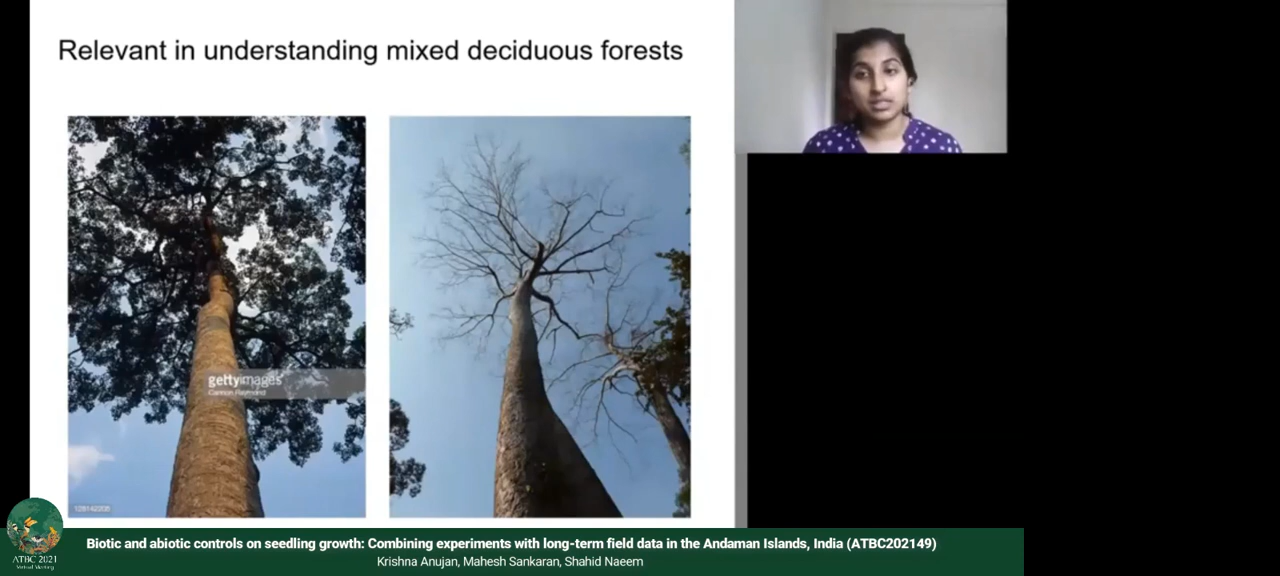 Relevant in understanding mixed deciduous forests
gettyimages
Cannon Raymond
128142335
ATBC 2021
Virtual Meeting
Biotic and abiotic controls on seedling growth: Combining experiments with long-term field data in the Andaman Islands, India (ATBC202149)
Krishna Anujan, Mahesh Sankaran, Shahid Naeem